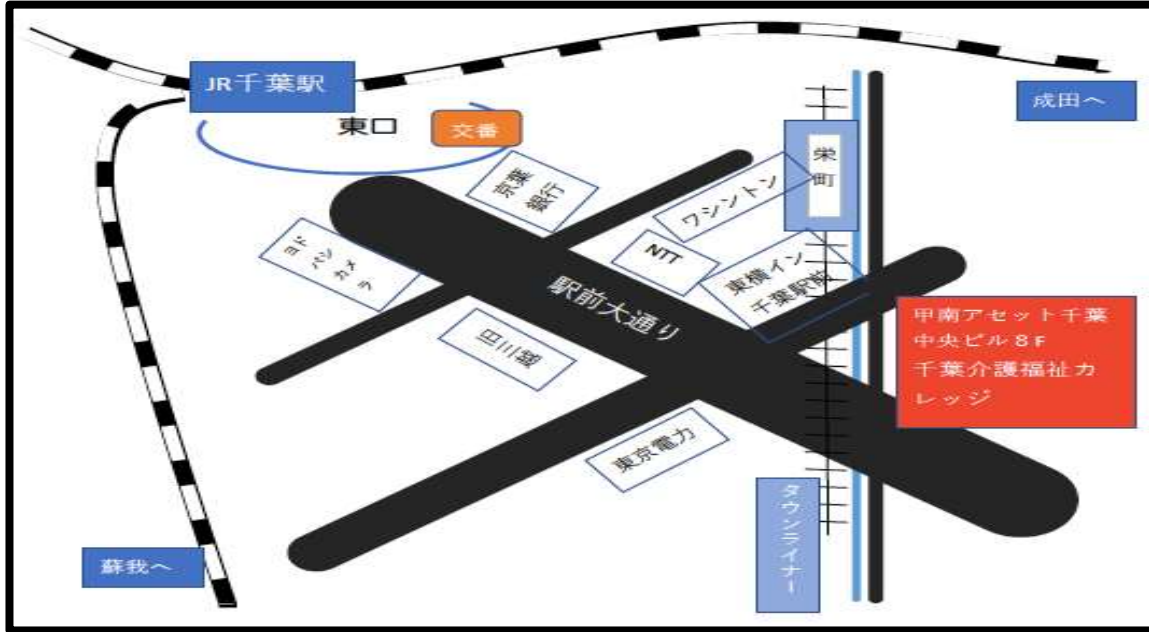 JR千葉駅
東口
交番
成田へ
京葉
銀行
ワシントン
栄
町
ヨド
バシ
カメ
ラ
NTT
東横イン
千葉駅前
駅前大通り
旧三越
甲南アセット千葉
中央ビル８F
千葉介護福祉カ
レッジ
東京電力
タウンライナー
蘇我へ